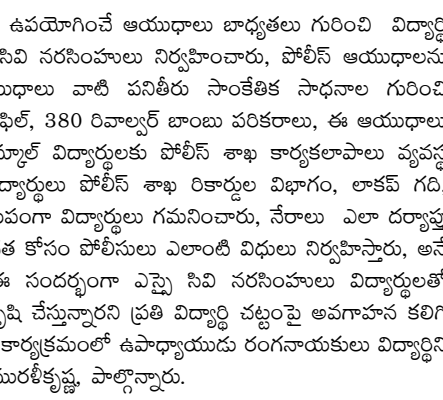 ఉపయోగించే ఆయుధాలు బాధ్యతలు గురించి విద్యార్థి
సివి నరసింహులు నిర్వహించారు, పోలీస్ ఆయుధాలను
యుధాలు వాటి పనితీరు సాంకేతిక సాధనాల గురించి
ఫిల్, 380 రివాల్వర్ బాంబు పరికరాలు, ఈ ఆయుధాలు
స్కూల్ విద్యార్థులకు పోలీస్ శాఖ కార్యకలాపాలు వ్యవస్థ
ద్యార్థులు పోలీస్ శాఖ రికార్డుల విభాగం, లాకప్ గది,
పంగా విద్యార్థులు గమనించారు, నేరాలు ఎలా దర్యాప్తు
త కోసం పోలీసులు ఎలాంటి విధులు నిర్వహిస్తారు, అనే
ఈ సందర్భంగా ఎస్సై సివి నరసింహులు విద్యార్థులతో
కృషి చేస్తున్నారని ప్రతి విద్యార్థి చట్టంపై అవగాహన కలిగి
కార్యక్రమంలో ఉపాధ్యాయుడు రంగనాయకులు విద్యార్థిని
మురళీకృష్ణ, పాల్గొన్నారు.